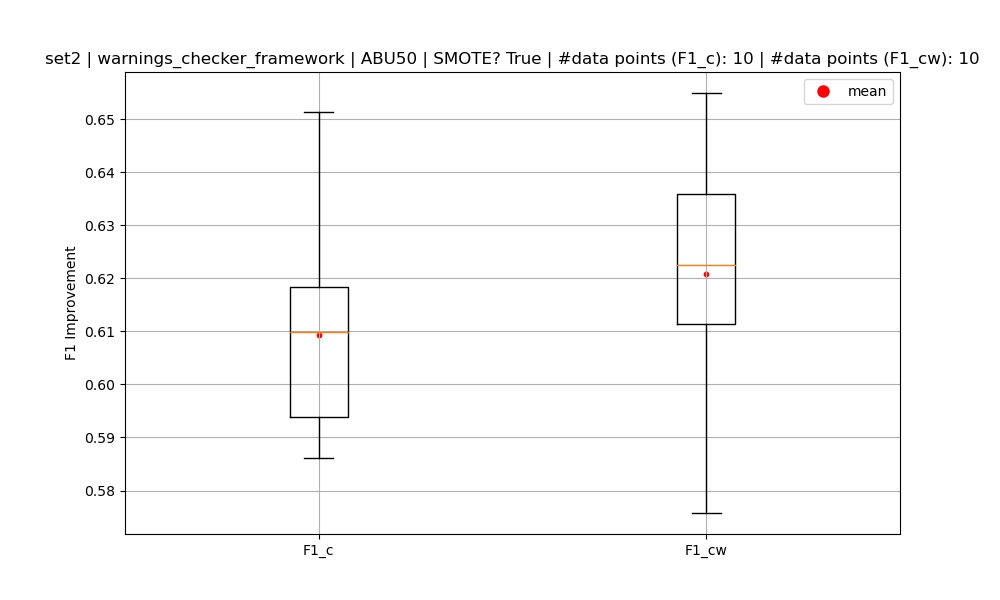 set2 | warnings_checker_framework | ABU50 | SMOTE? True | #data points (F1_c): 10 | #data points (F1_cw): 10
mean
0.65
0.64
0.63
0.62
0.61
0.60
0.59
0.58
F1 Improvement
F1_c
F1_cw